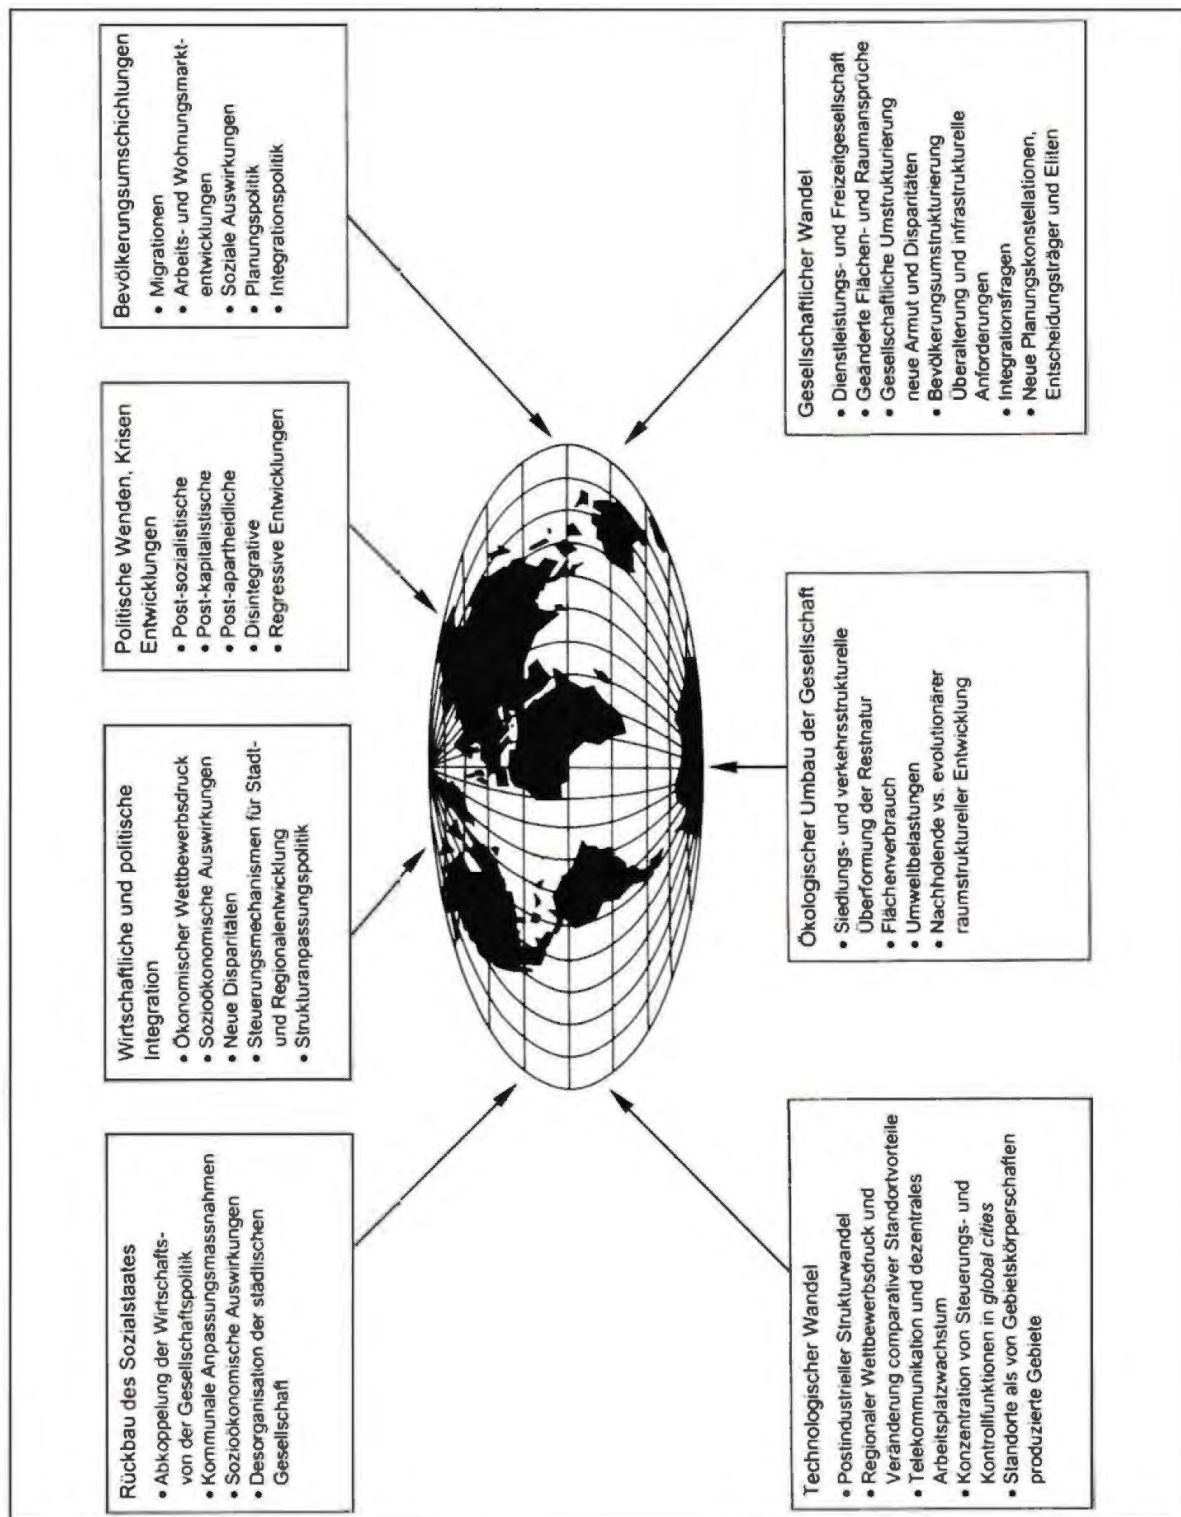 Rückbau des Sozialstaates
• Abkoppelung der Wirtschafts-
von der Gesellschaftspolitik
• Kommunale Anpassungsmassnahmen
• Sozioökonomische Auswirkungen
• Desorganisation der städtischen
Gesellschaft
Wirtschaftliche und politische
Integration
• Ökonomischer Wettbewerbsdruck
• Sozioökonomische Auswirkungen
• Neue Disparitäten
• Steuerungsmechanismen für Stadt-
und Regionalentwicklung
• Strukturanpassungspolitik
Politische Wenden, Krisen
Entwicklungen
• Post-sozialistische
• Post-kapitalistische
• Post-apartheidliche
• Disintegrative
• Regressive Entwicklungen
Bevölkerungsumschichtungen
• Migrationen
• Arbeits- und Wohnungsmarkt-
entwicklungen
• Soziale Auswirkungen
• Planungspolitik
• Integrationspolitik
Technologischer Wandel
• Postindustrieller Strukturwandel
• Regionaler Wettbewerbsdruck und
Veränderung comparativer Standortvorteile
• Telekommunikation und dezentrales
Arbeitsplatzwachstum
• Konzentration von Steuerungs- und
Kontrollfunktionen in global cities
• Standorte als von Gebietskörperschaften
produzierte Gebiete
Ökologischer Umbau der Gesellschaft
• Siedlungs- und verkehrsstrukturelle
Überformung der Restnatur
• Flächenverbrauch
• Umweltbelastungen
• Nachholende vs. evolutionärer
raumstruktureller Entwicklung
Gesellschaftlicher Wandel
• Dienstleistungs- und Freizeitgesellschaft
• Geänderte Flächen- und Raumansprüche
• Gesellschaftliche Umstrukturierung
neue Armut und Disparitäten
• Bevölkerungsumstrukturierung
Überalterung und infrastrukturelle
Anforderungen
• Integrationsfragen
• Neue Planungskonstellationen,
Entscheidungsträger und Eliten